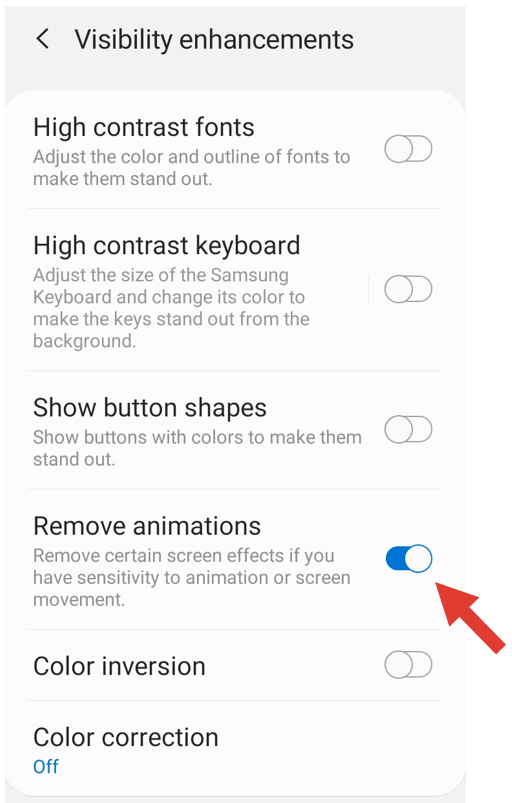 Visibility enhancements
High contrast fonts
Adjust the color and outline of fonts to
make them stand out.
High contrast keyboard
Adjust the size of the Samsung
Keyboard and change its color to
make the keys stand out from the
background.
Show button shapes
Show buttons with colors to make them
stand out.
Remove animations
Remove certain screen effects if you
have sensitivity to animation or screen
movement.
Color inversion
Color correction
Off